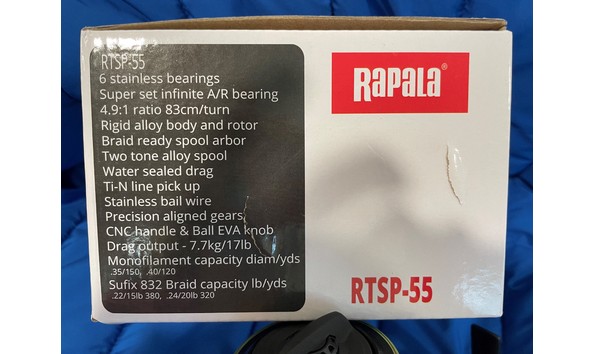 RTSP-55
6 stainless bearings
Super set infinite A/R bearing
4.9:1 ratio 83cm/turn
Rigid alloy body and rotor
Braid ready spool arbor
Two tone alloy spool
Water sealed drag
Ti-N line pick up
Stainless bail wire
Precision aligned gears
CNC handle & Ball EVA knob
Drag output - 7.7kg/17lb
Monofilament capacity diam/yds
.35/150, .40/120
Sufix 832 Braid capacity lb/yds
.22/15lb 380, .24/20lb 320
Rapala®
RTSP-55